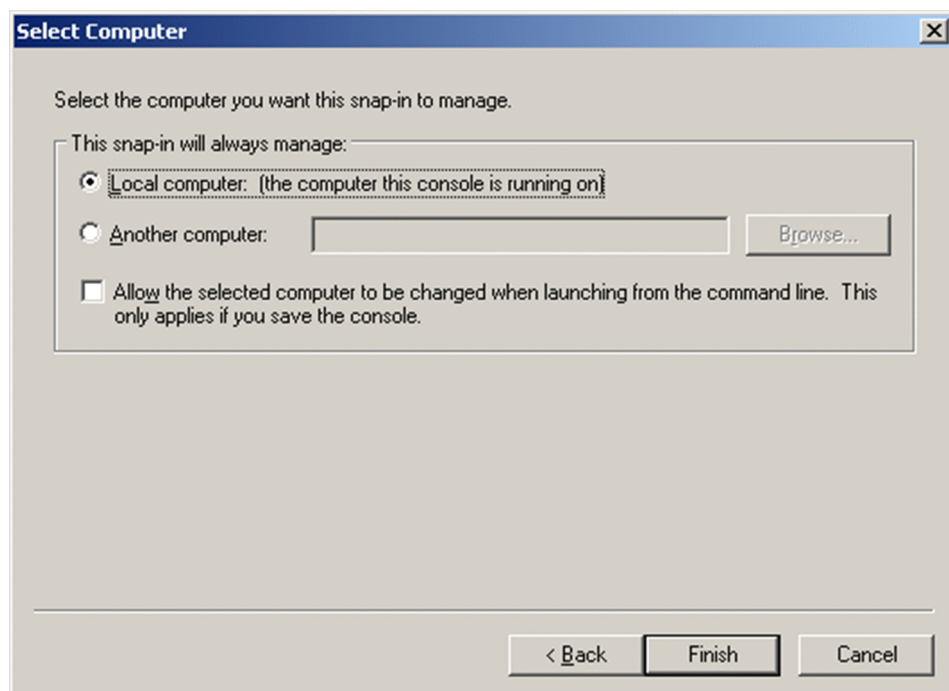 Select Computer
Select the computer you want this snap-in to manage.
This snap-in will always manage:
Local computer: (the computer this console is running on)
Another computer:
Browse...
Allow the selected computer to be changed when launching from the command line. This
only applies if you save the console.
< Back
Finish
Cancel